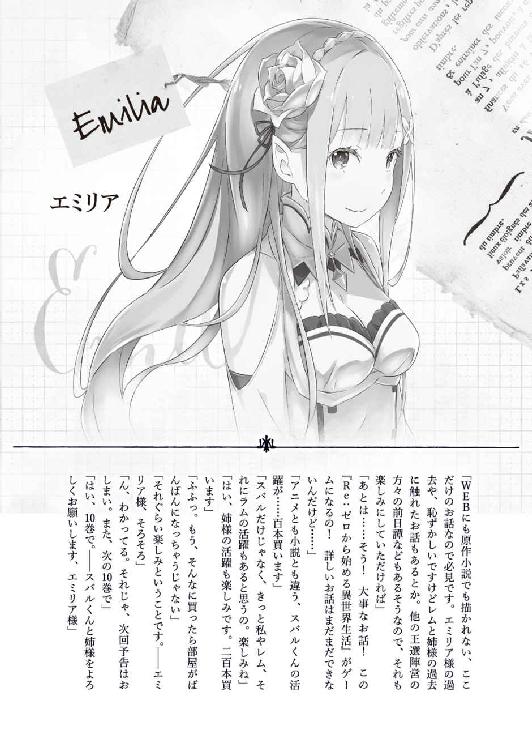 Emilia
エミリア
「WEBにも原作小説でも描かれない、ここ
だけのお話なので必見です。エミリア様の過
去や、恥ずかしいですけどレムと姉様の過去
に触れたお話もあるとか。他の王選陣営の
方々の前日譚などもあるそうなので、それも
楽しみにしていただければ」
「あとは……そう！　大事なお話！　この
『Re：ゼロから始める異世界生活』がゲー
ムになるの！　詳しいお話はまだまだできな
いんだけど……」
「アニメとも小説とも違う、スバルくんの活
躍が……百本買います」
「スバルだけじゃなく、きっと私やレム、そ
れにラムの活躍もあると思うの。楽しみね」
「はい、姉様の活躍も楽しみです。二百本買
います」
「ふふっ。もう、そんなに買ったら部屋がぱ
んぱんになっちゃうじゃない」
「それぐらい楽しみということです。――エミ
リア様、そろそろ」
「ん、わかってる。それじゃ、次回予告はお
しまい。また、次の10巻で」
「はい、10巻で。――スバルくんと姉様をよろ
しくお願いします、エミリア様」